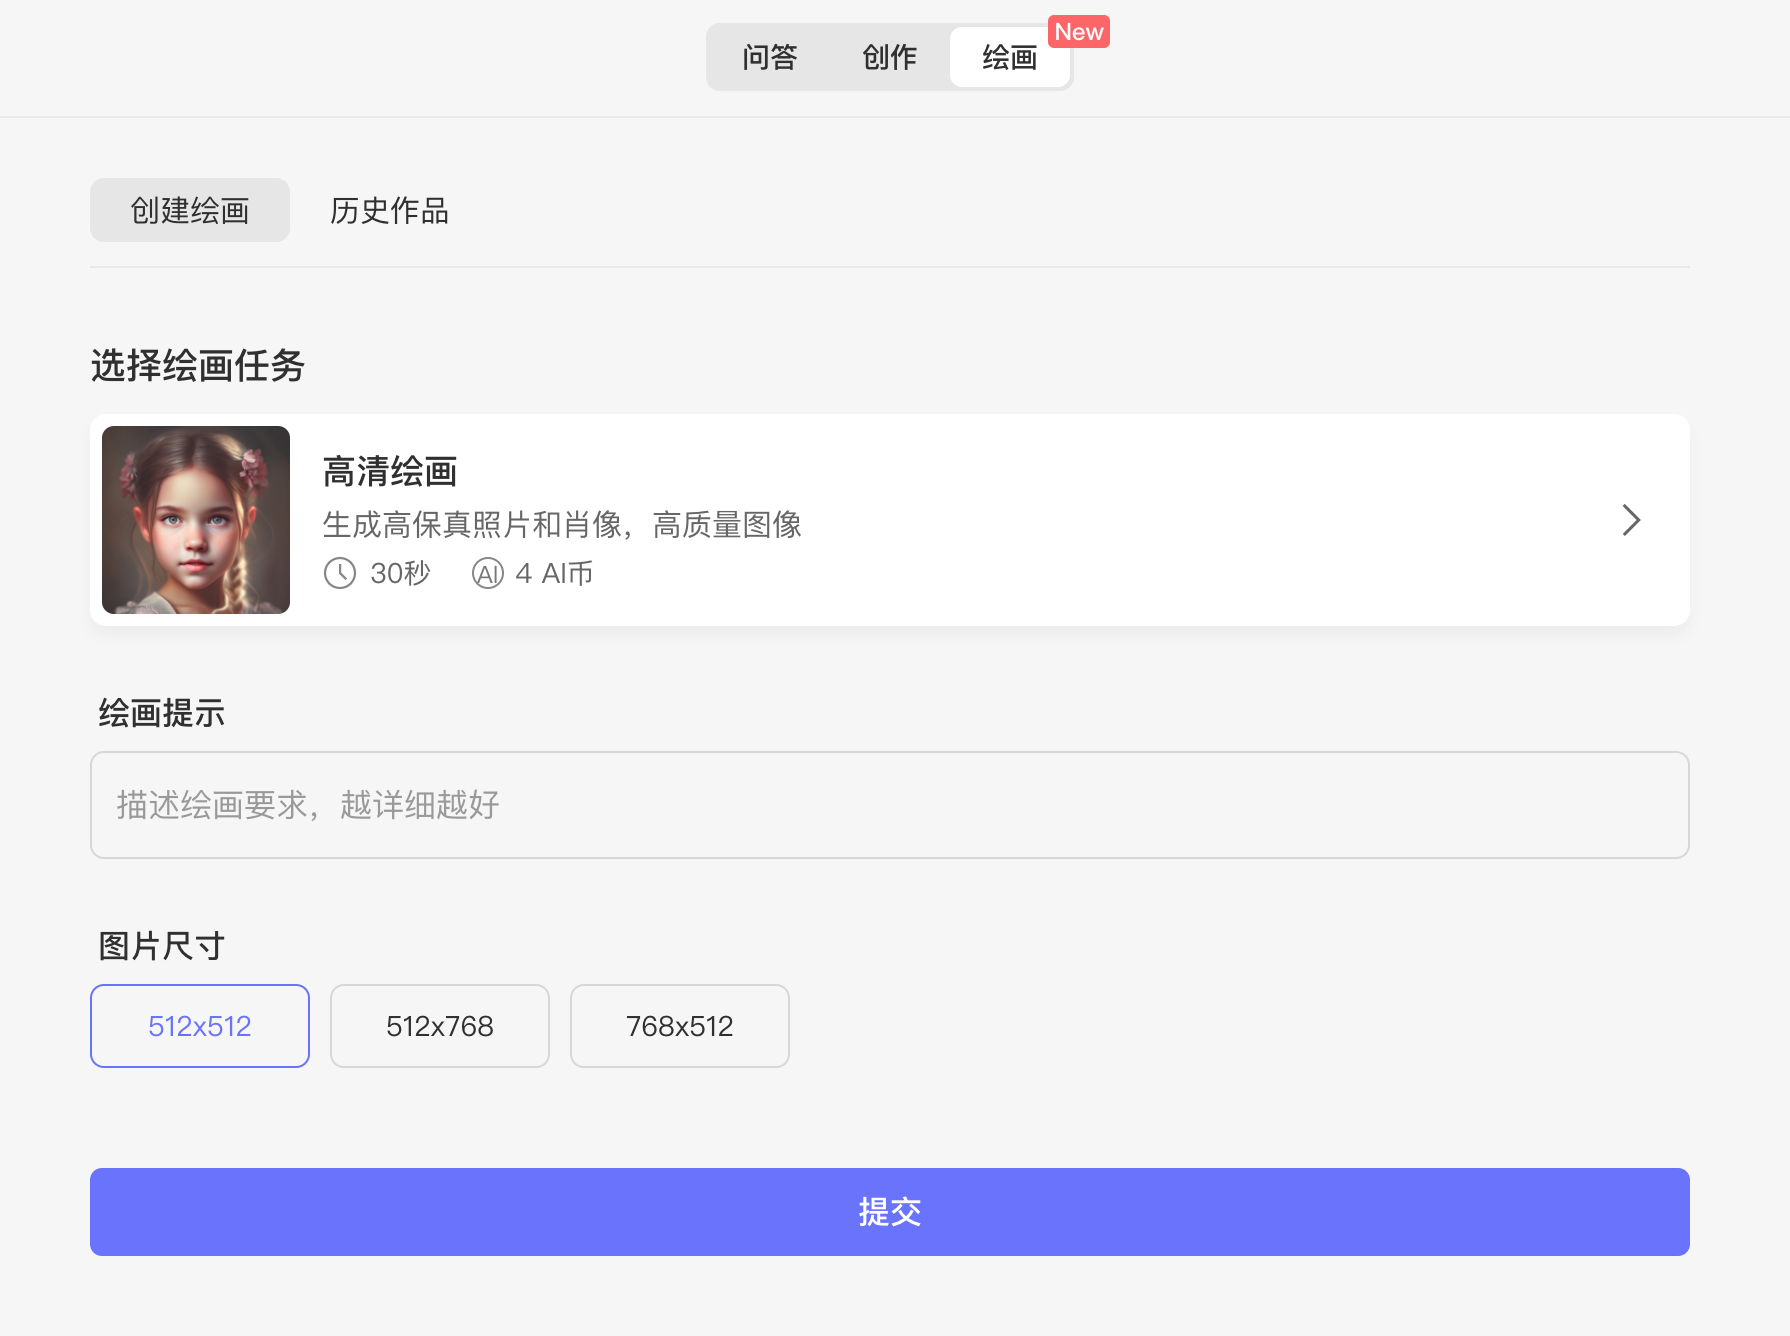 问答 创作 绘画 New
创建绘画 历史作品
选择绘画任务
高清绘画
生成高保真照片和肖像，高质量图像
30秒 AI 4 AI币
绘画提示
描述绘画要求，越详细越好
图片尺寸
512x512 512x768 768x512
提交